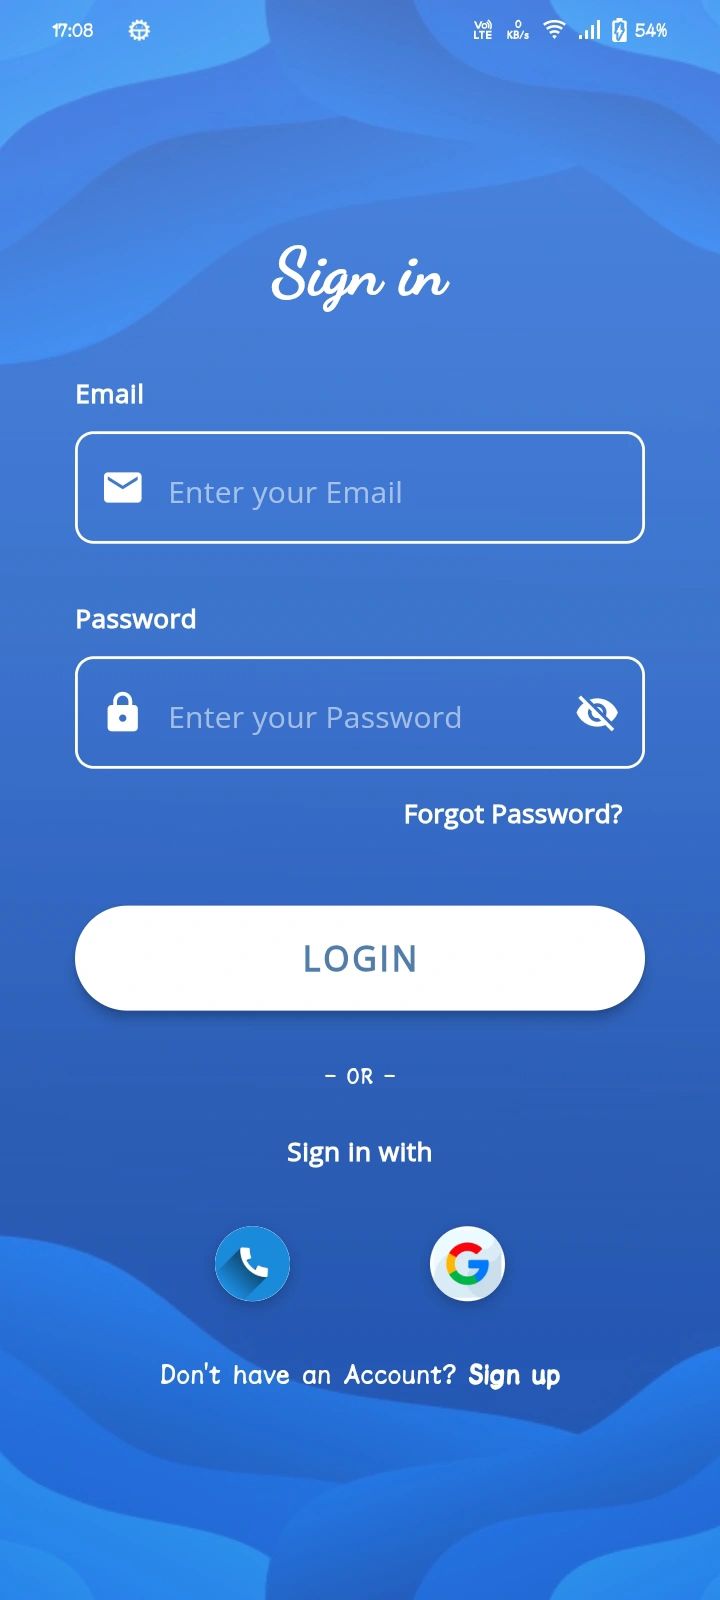 17:08 Vo)) LTE 0 KB/s 54%
Sign in
Email
Enter your Email
Password
Enter your Password
Forgot Password?
LOGIN
- OR -
Sign in with
Don't have an Account? Sign up